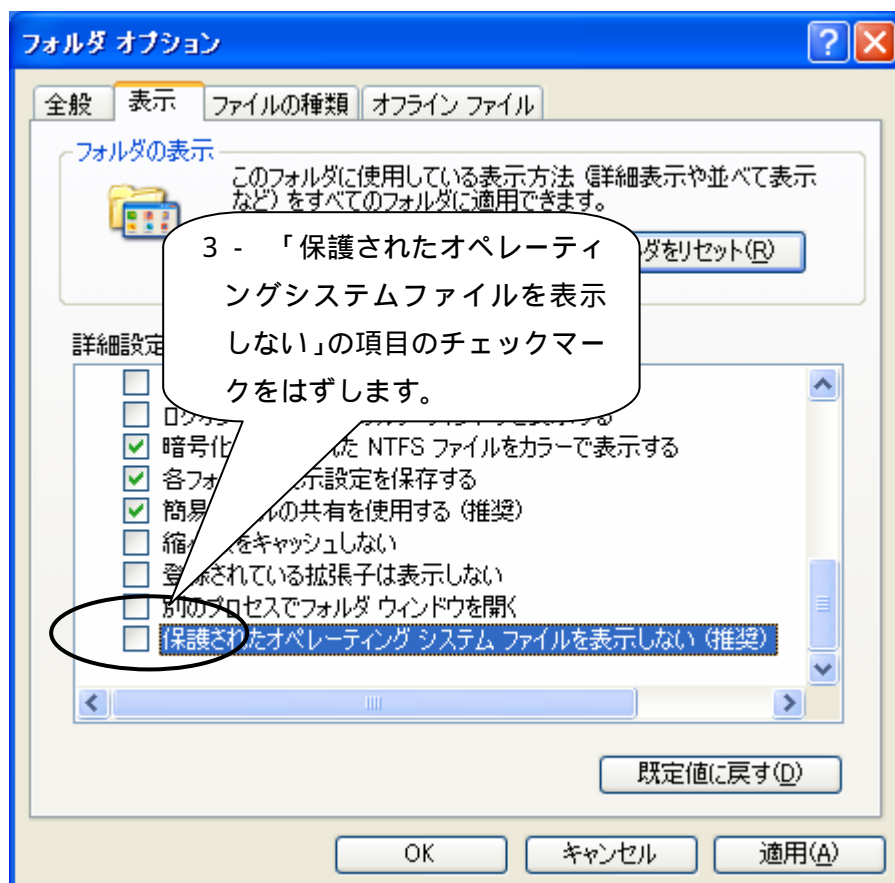 フォルダ オプション
全般 表示 ファイルの種類 オフライン ファイル
フォルダの表示
このフォルダに使用している表示方法 (詳細表示や並べて表示
など) をすべてのフォルダに適用できます。
ダをリセット(R)
3 - 「保護されたオペレーティ
ングシステムファイルを表示
しない」の項目のチェックマー
クをはずします。
詳細設定
暗号化 た NTFS ファイルをカラーで表示する
各フォ 示設定を保存する
簡易 ルの共有を使用する (推奨)
縮 をキャッシュしない
登録されている拡張子は表示しない
別のプロセスでフォルダ ウィンドウを開く
保護されたオペレーティング システム ファイルを表示しない (推奨)
既定値に戻す(D)
OK キャンセル 適用(A)